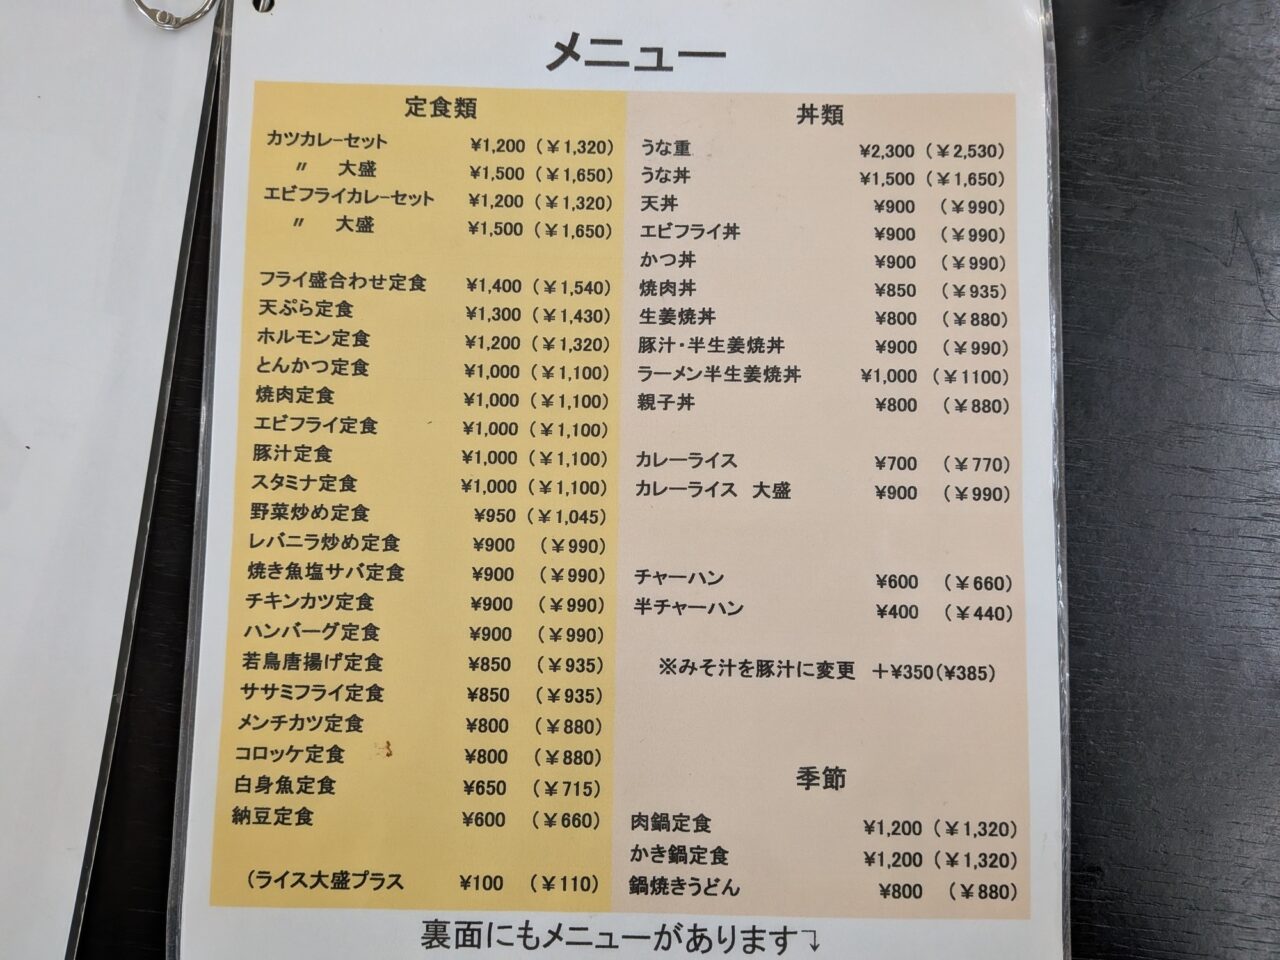 メニュー
定食類
カツカレーセット ¥1,200 (¥1,320)
〃 大盛 ¥1,500 (¥1,650)
エビフライカレーセット ¥1,200 (¥1,320)
〃 大盛 ¥1,500 (¥1,650)
フライ盛合わせ定食 ¥1,400 (¥1,540)
天ぷら定食 ¥1,300 (¥1,430)
ホルモン定食 ¥1,200 (¥1,320)
とんかつ定食 ¥1,000 (¥1,100)
焼肉定食 ¥1,000 (¥1,100)
エビフライ定食 ¥1,000 (¥1,100)
豚汁定食 ¥1,000 (¥1,100)
スタミナ定食 ¥1,000 (¥1,100)
野菜炒め定食 ¥950 (¥1,045)
レバニラ炒め定食 ¥900 (¥990)
焼き魚塩サバ定食 ¥900 (¥990)
チキンカツ定食 ¥900 (¥990)
ハンバーグ定食 ¥900 (¥990)
若鳥唐揚げ定食 ¥850 (¥935)
ササミフライ定食 ¥850 (¥935)
メンチカツ定食 ¥800 (¥880)
コロッケ定食 ¥800 (¥880)
白身魚定食 ¥650 (¥715)
納豆定食 ¥600 (¥660)
(ライス大盛プラス ¥100 (¥110)
丼類
うな重 ¥2,300 (¥2,530)
うな丼 ¥1,500 (¥1,650)
天丼 ¥900 (¥990)
エビフライ丼 ¥900 (¥990)
かつ丼 ¥900 (¥990)
焼肉丼 ¥850 (¥935)
生姜焼丼 ¥800 (¥880)
豚汁・半生姜焼丼 ¥900 (¥990)
ラーメン半生姜焼丼 ¥1,000 (¥1100)
親子丼 ¥800 (¥880)
カレーライス ¥700 (¥770)
カレーライス 大盛 ¥900 (¥990)
チャーハン ¥600 (¥660)
半チャーハン ¥400 (¥440)
※みそ汁を豚汁に変更 +¥350(¥385)
季節
肉鍋定食 ¥1,200 (¥1,320)
かき鍋定食 ¥1,200 (¥1,320)
鍋焼きうどん ¥800 (¥880)
裏面にもメニューがあります⤵